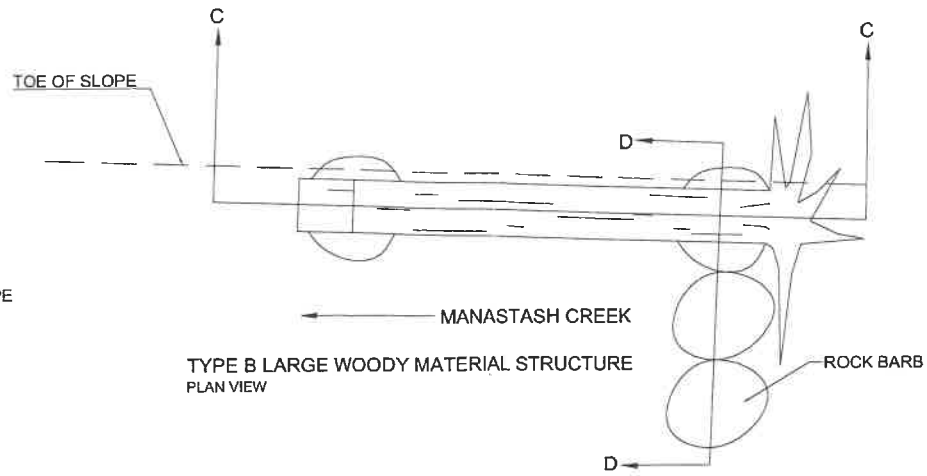 C
C
TOE OF SLOPE
D
PE
MANASTASH CREEK
TYPE B LARGE WOODY MATERIAL STRUCTURE
PLAN VIEW
ROCK BARB
D